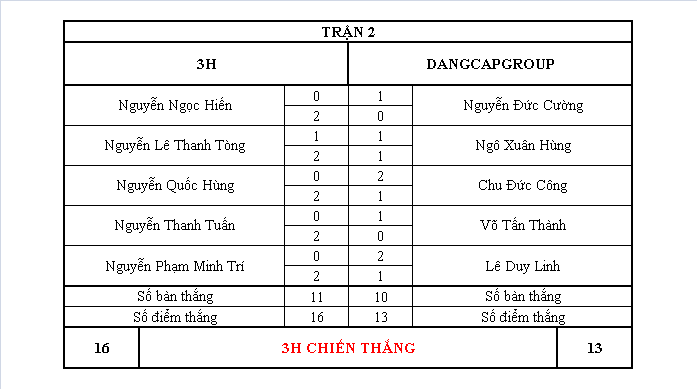 TRẬN 2
3H DANGCAPGROUP
Nguyễn Ngọc Hiến 0 1 Nguyễn Đức Cường
2 0
Nguyễn Lê Thanh Tòng 1 1 Ngô Xuân Hùng
2 1
Nguyễn Quốc Hùng 0 2 Chu Đức Công
2 1
Nguyễn Thanh Tuấn 0 1 Võ Tấn Thành
2 0
Nguyễn Phạm Minh Trí 0 2 Lê Duy Linh
2 1
Số bàn thắng 11 10 Số bàn thắng
Số điểm thắng 16 13 Số điểm thắng
16 3H CHIẾN THẮNG 13